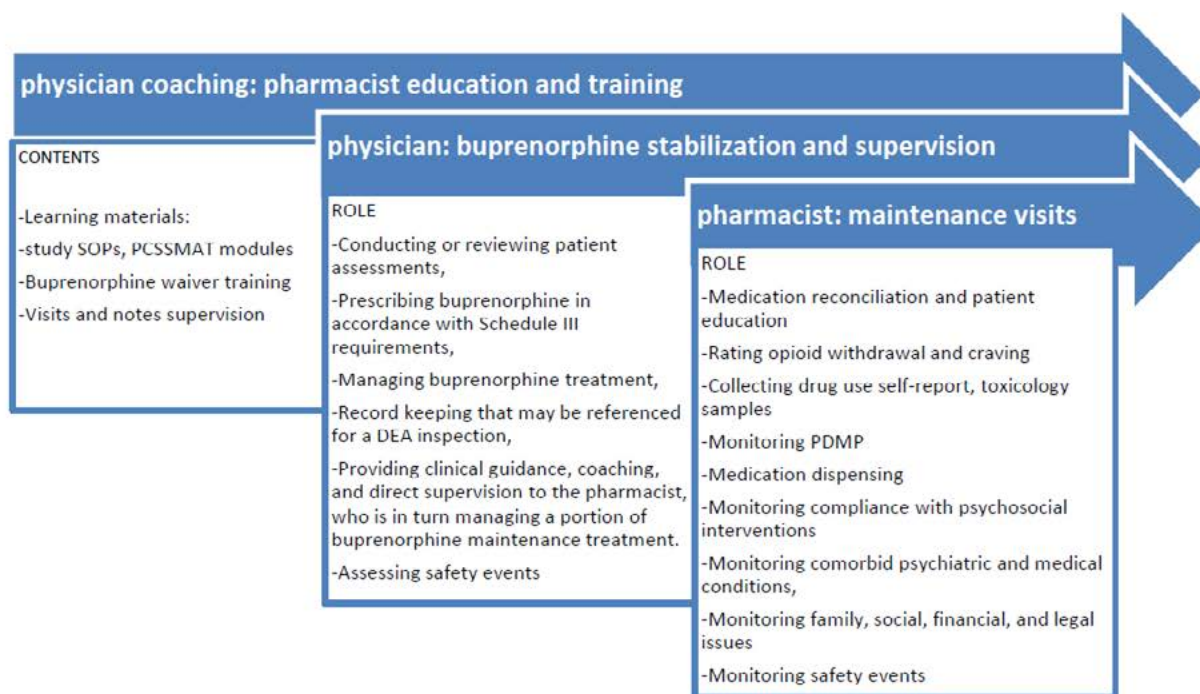 physician coaching: pharmacist education and training
CONTENTS
-Learning materials:
-study SOPs, PCSSMAT modules
-Buprenorphine waiver training
-Visits and notes supervision
physician: buprenorphine stabilization and supervision
ROLE
-Conducting or reviewing patient
assessments,
-Prescribing buprenorphine in
accordance with Schedule III
requirements,
-Managing buprenorphine treatment,
-Record keeping that may be referenced
for a DEA inspection,
-Providing clinical guidance, coaching,
and direct supervision to the pharmacist,
who is in turn managing a portion of
buprenorphine maintenance treatment.
-Assessing safety events
pharmacist: maintenance visits
ROLE
-Medication reconciliation and patient
education
-Rating opioid withdrawal and craving
-Collecting drug use self-report, toxicology
samples
-Monitoring PDMP
-Medication dispensing
-Monitoring compliance with psychosocial
interventions
-Monitoring comorbid psychiatric and medical
conditions,
-Monitoring family, social, financial, and legal
issues
-Monitoring safety events